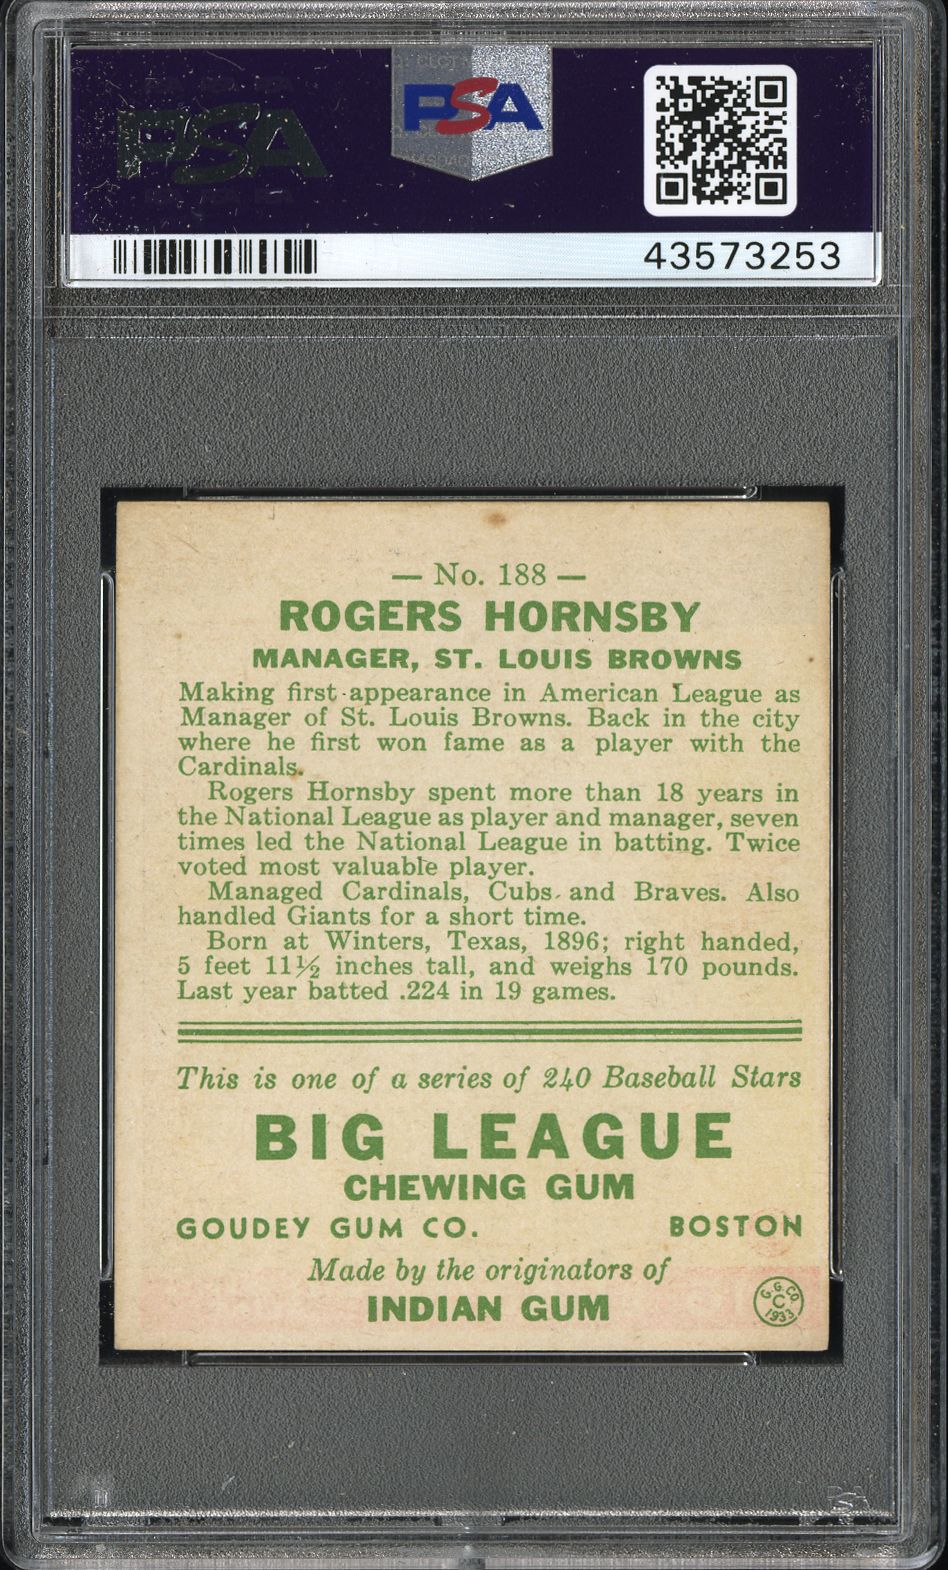 PSA
PSA
43573253
— No. 188 —
ROGERS HORNSBY
MANAGER, ST. LOUIS BROWNS
Making first appearance in American League as
Manager of St. Louis Browns. Back in the city
where he first won fame as a player with the
Cardinals.
Rogers Hornsby spent more than 18 years in
the National League as player and manager, seven
times led the National League in batting. Twice
voted most valuable player.
Managed Cardinals, Cubs and Braves. Also
handled Giants for a short time.
Born at Winters, Texas, 1896; right handed,
5 feet 11½ inches tall, and weighs 170 pounds.
Last year batted .224 in 19 games.
This is one of a series of 240 Baseball Stars
BIG LEAGUE
CHEWING GUM
GOUDEY GUM CO. BOSTON
Made by the originators of
INDIAN GUM
G.G.CO
C
1933
PSA